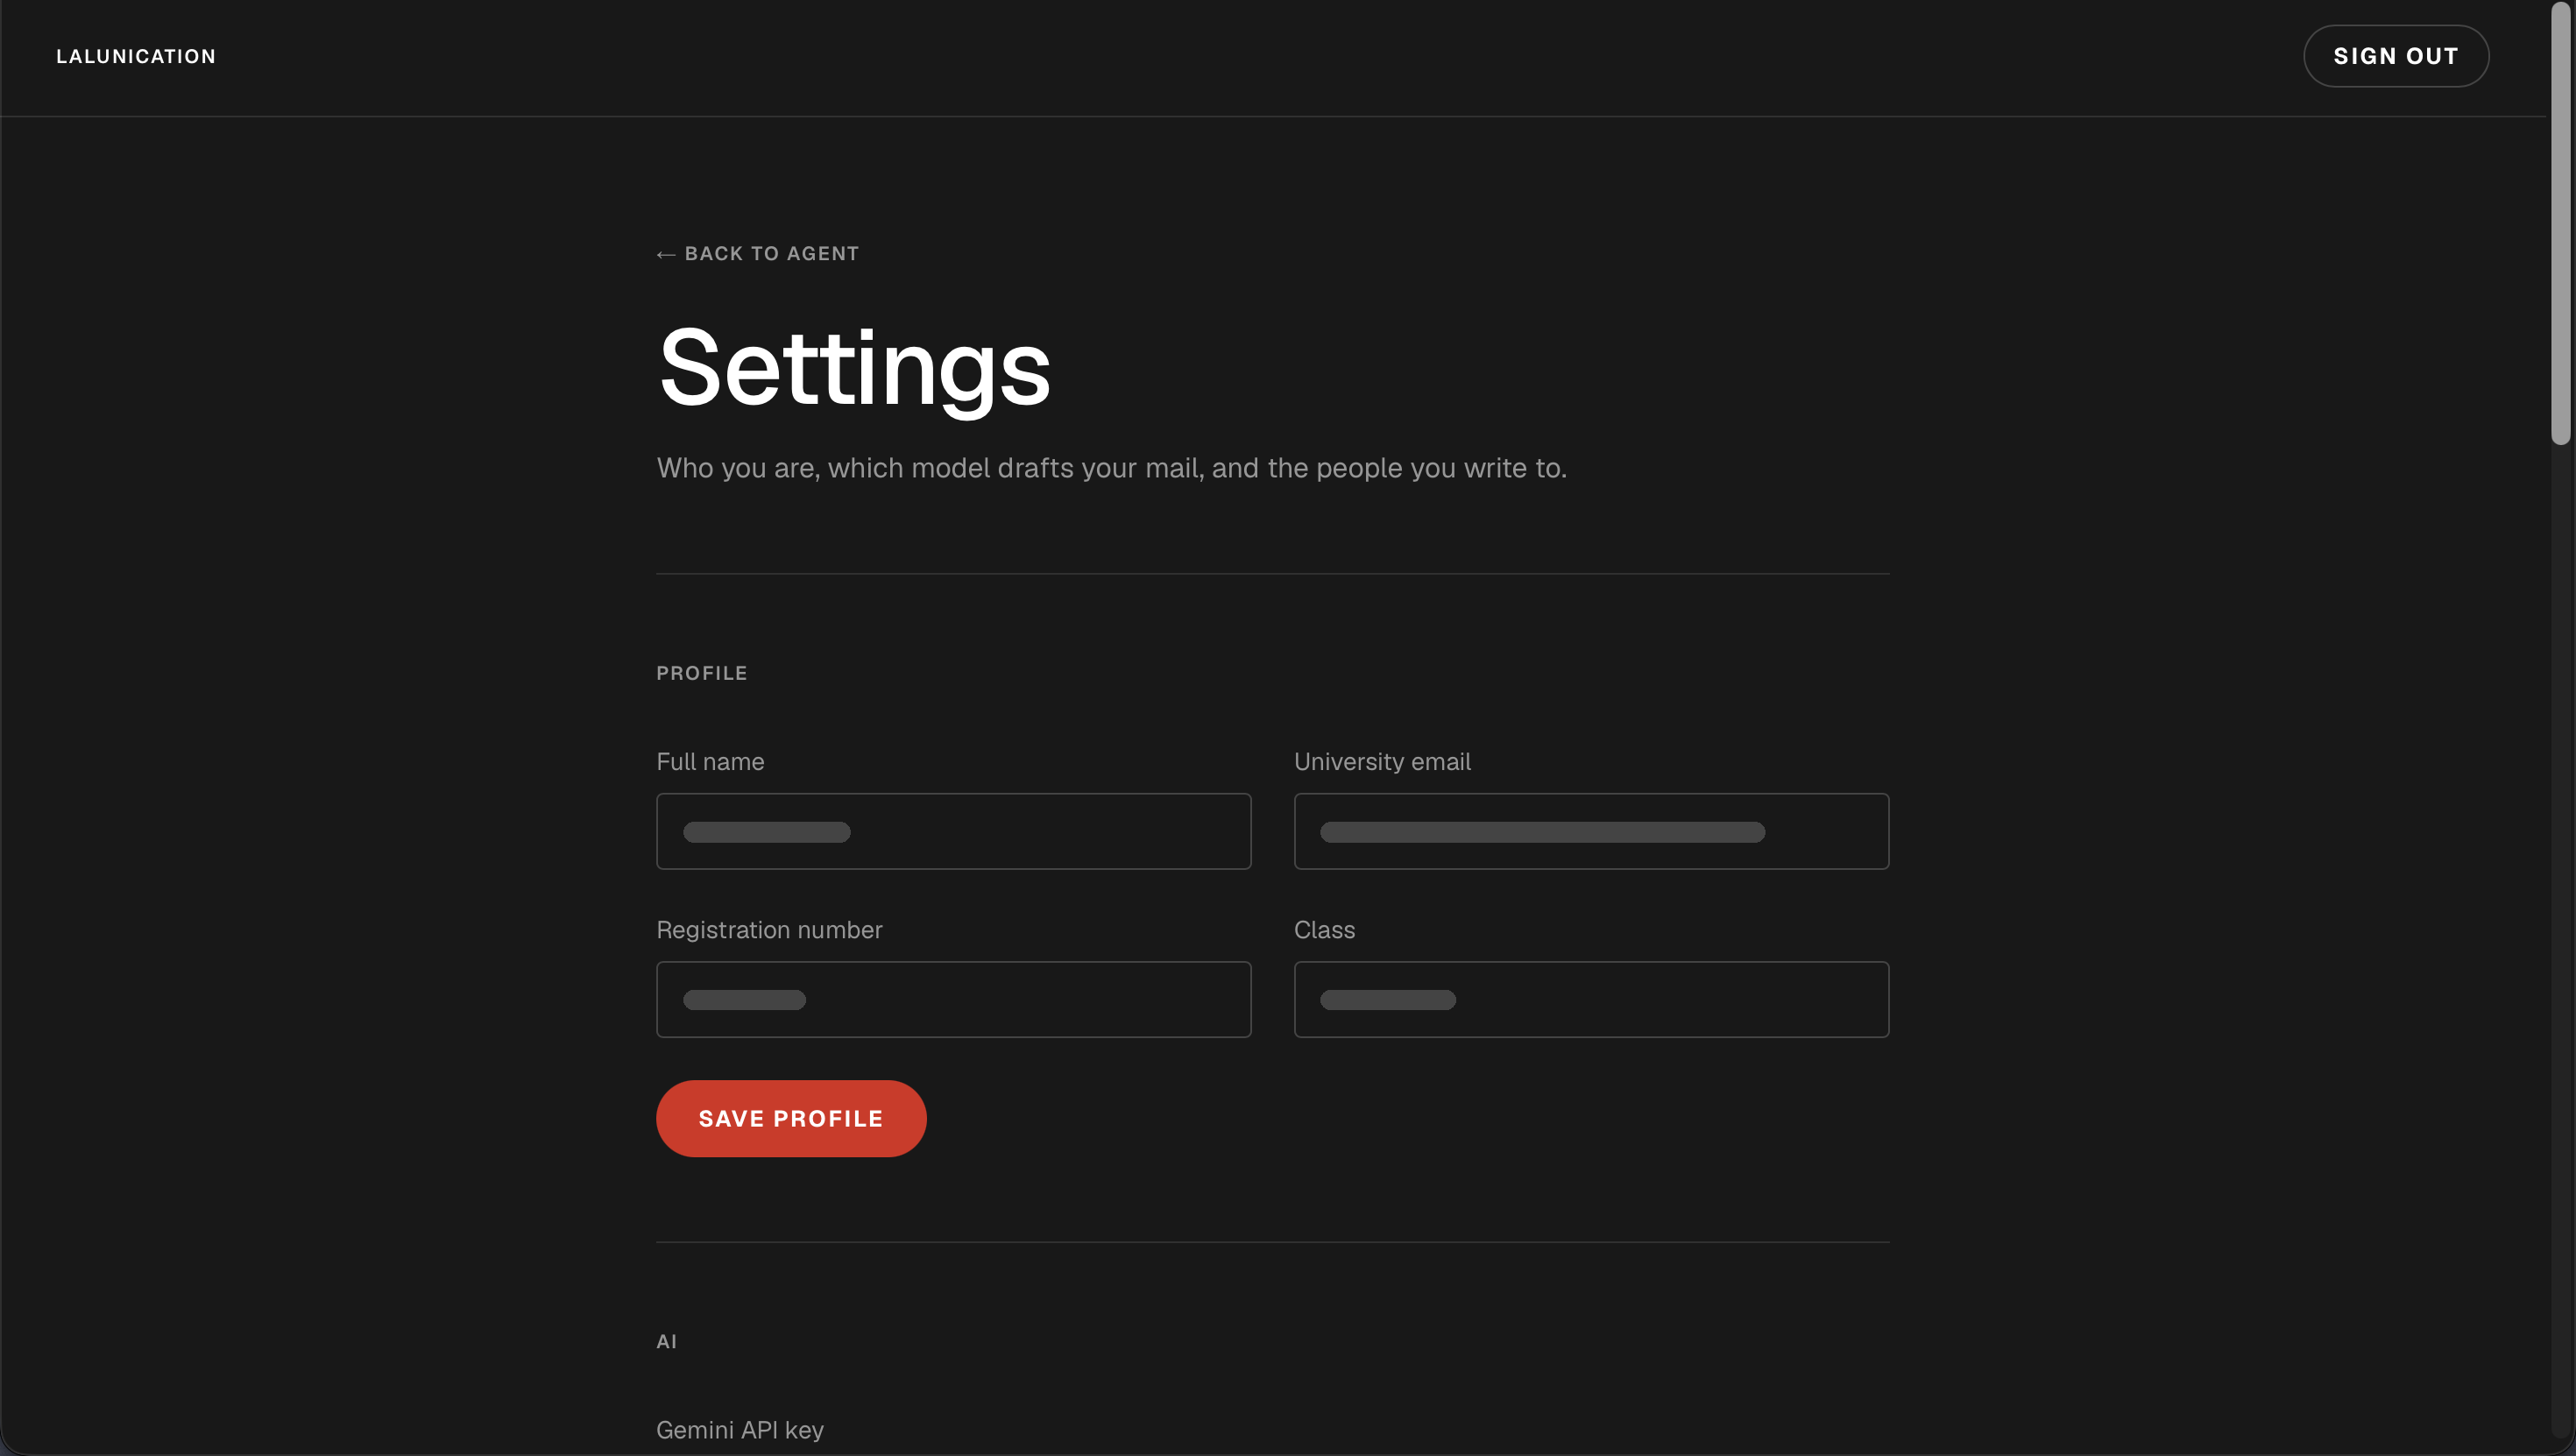 LALUNICATION
SIGN OUT
← BACK TO AGENT
Settings
Who you are, which model drafts your mail, and the people you write to.
PROFILE
Full name
University email
Registration number
Class
SAVE PROFILE
AI
Gemini API key